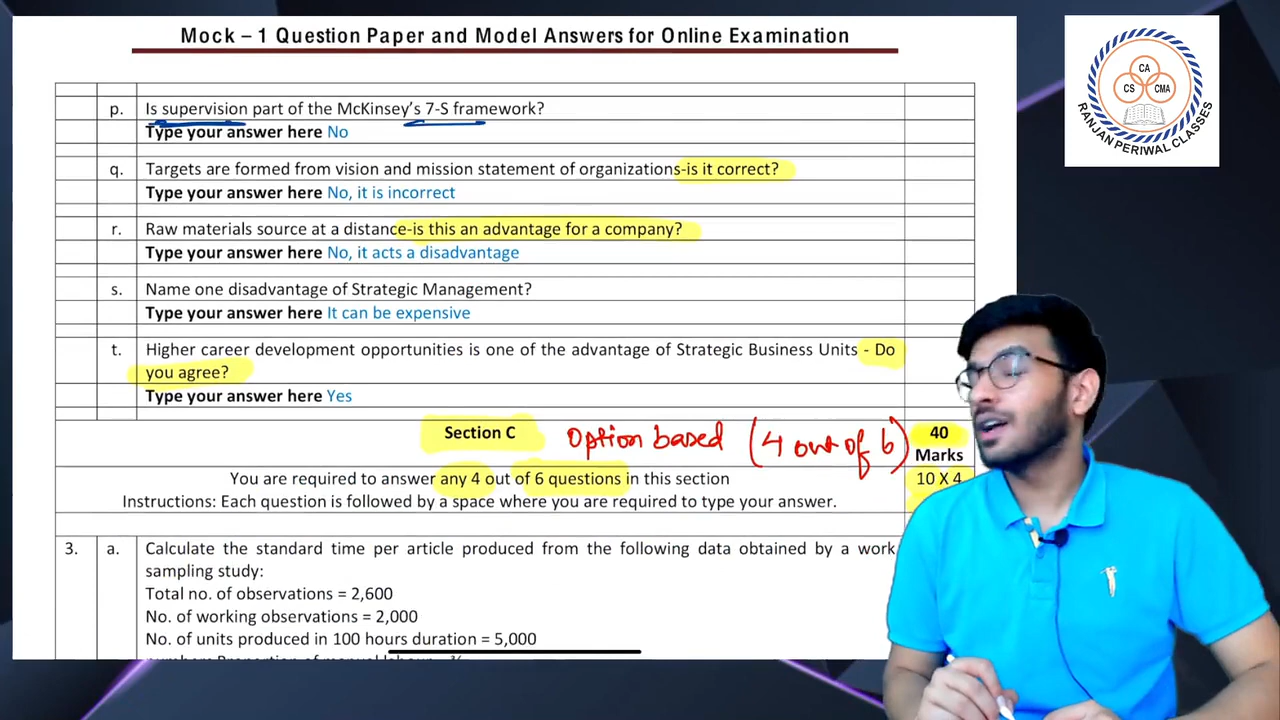 Mock – 1 Question Paper and Model Answers for Online Examination
CA
CS
CMA
RANJAN PERIWAL CLASSES
p. Is supervision part of the McKinsey's 7-S framework?
Type your answer here No
q. Targets are formed from vision and mission statement of organizations-is it correct?
Type your answer here No, it is incorrect
r. Raw materials source at a distance-is this an advantage for a company?
Type your answer here No, it acts a disadvantage
s. Name one disadvantage of Strategic Management?
Type your answer here It can be expensive
t. Higher career development opportunities is one of the advantage of Strategic Business Units - Do
you agree?
Type your answer here Yes
Section C Option based (4 out of 6) 40
Marks
You are required to answer any 4 out of 6 questions in this section 10 X 4
Instructions: Each question is followed by a space where you are required to type your answer.
3. a. Calculate the standard time per article produced from the following data obtained by a work
sampling study:
Total no. of observations = 2,600
No. of working observations = 2,000
No. of units produced in 100 hours duration = 5,000